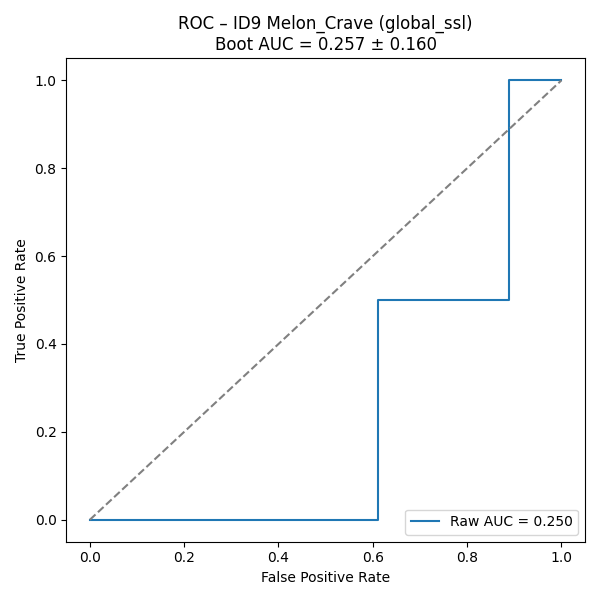 ROC – ID9 Melon_Crave (global_ssl)
Boot AUC = 0.257 ± 0.160
1.0
0.8
0.6
0.4
0.2
0.0
True Positive Rate
Raw AUC = 0.250
0.0 0.2 0.4 0.6 0.8 1.0
False Positive Rate